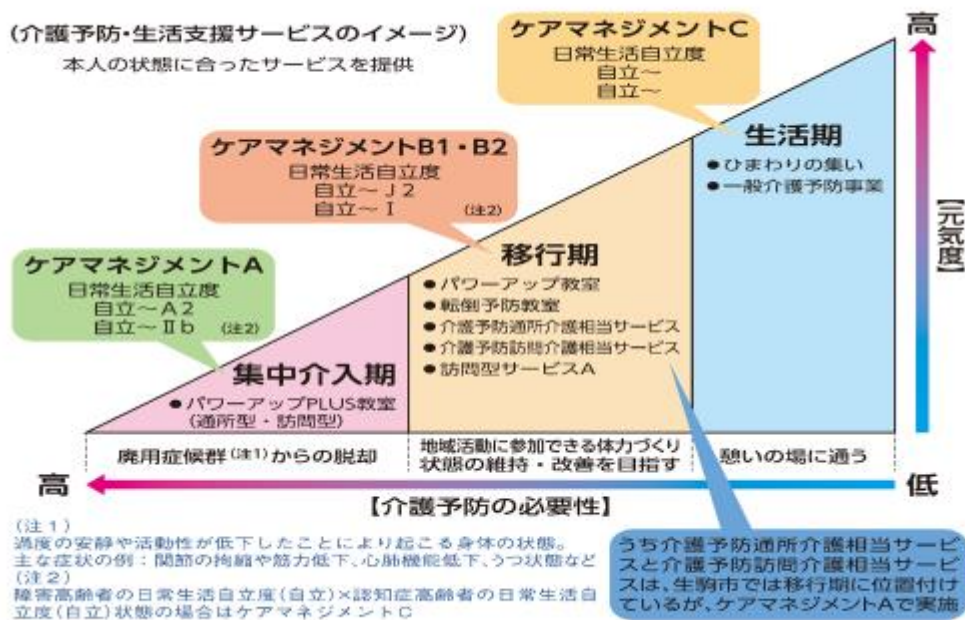 (介護予防・生活支援サービスのイメージ)
本人の状態に合ったサービスを提供
ケアマネジメントC
日常生活自立度
自立～
自立～
高
ケアマネジメントB1・B2
日常生活自立度
自立～J2
自立～I (注2)
生活期
●ひまわりの集い
●一般介護予防事業
【元気度】
ケアマネジメントA
日常生活自立度
自立～A2
自立～Ⅱb (注2)
移行期
●パワーアップ教室
●転倒予防教室
●介護予防通所介護相当サービス
●介護予防訪問介護相当サービス
●訪問型サービスA
集中介入期
●パワーアップPLUS教室
(通所型・訪問型)
廃用症候群(注1)からの脱却
地域活動に参加できる体力づくり
状態の維持・改善を目指す
憩いの場に通う
高
【介護予防の必要性】
低
(注1)
過度の安静や活動性が低下したことにより起こる身体の状態。
主な症状の例：関節の拘縮や筋力低下、心肺機能低下、うつ状態など
(注2)
障害高齢者の日常生活自立度(自立)×認知症高齢者の日常生活自
立度(自立)状態の場合はケアマネジメントC
うち介護予防通所介護相当サービ
スと介護予防訪問介護相当サービ
スは、生駒市では移行期に位置付け
ているが、ケアマネジメントAで実施